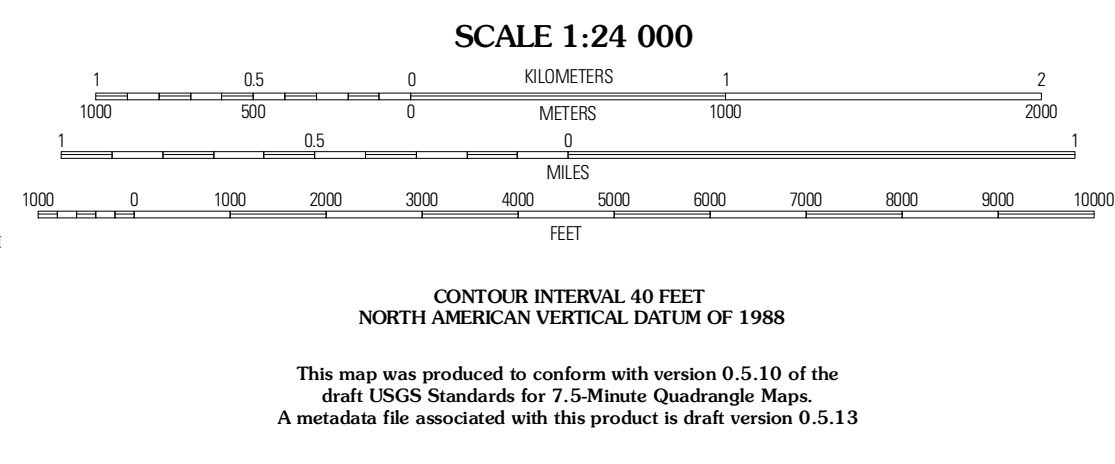 SCALE 1:24 000
1 0.5 0 KILOMETERS 1 2
1000 500 0 METERS 1000 2000
1 0.5 0 1
MILES
1000 0 1000 2000 3000 4000 5000 6000 7000 8000 9000 10000
FEET
CONTOUR INTERVAL 40 FEET
NORTH AMERICAN VERTICAL DATUM OF 1988
This map was produced to conform with version 0.5.10 of the
draft USGS Standards for 7.5-Minute Quadrangle Maps.
A metadata file associated with this product is draft version 0.5.13